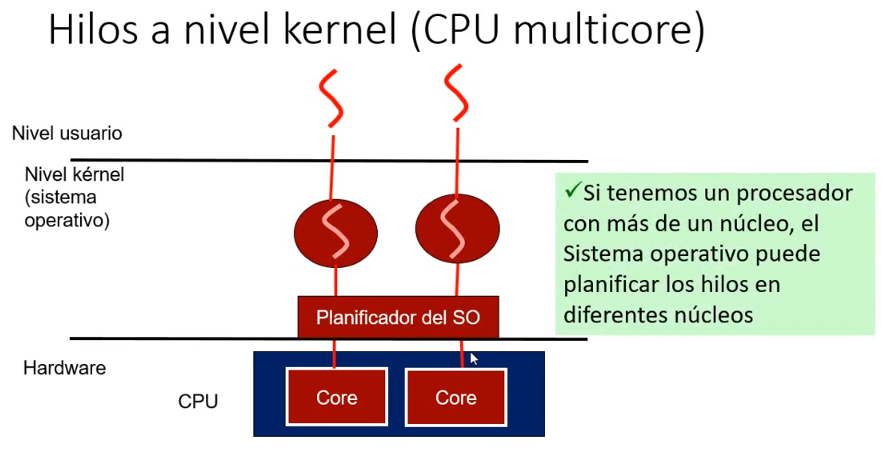 Hilos a nivel kernel (CPU multicore)
Nivel usuario
Nivel kérnel
(sistema
operativo)
✓Si tenemos un procesador
con más de un núcleo, el
Sistema operativo puede
planificar los hilos en
diferentes núcleos
Planificador del SO
Hardware
CPU
Core
Core